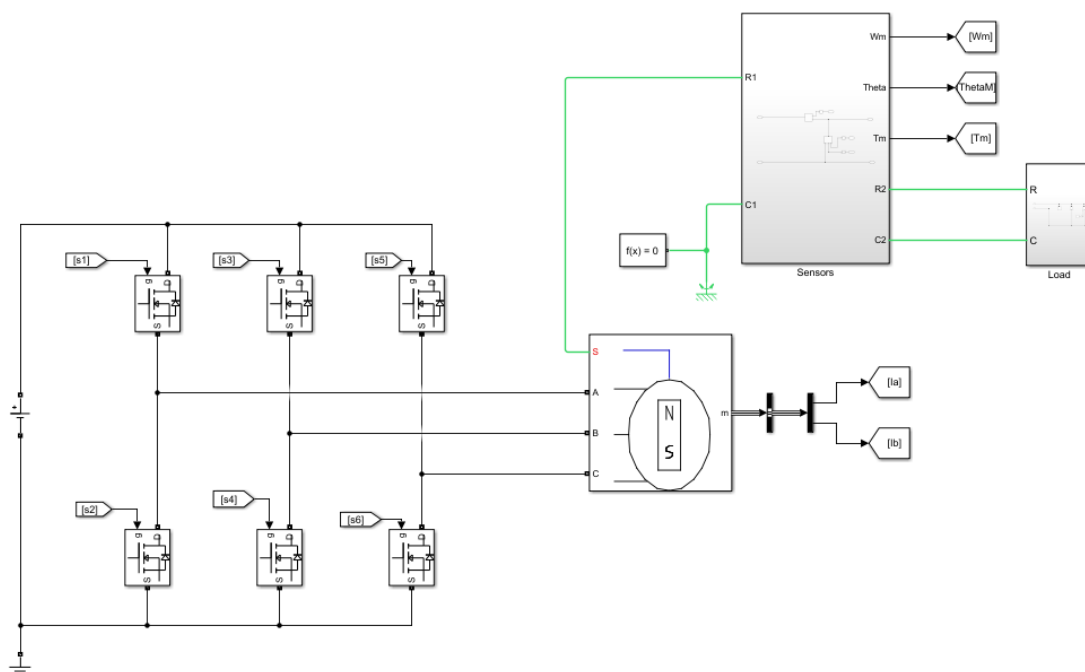 Wm
[Wm]
R1
Theta
[ThetaM]
Tm
[Tm]
R2
R
C1
C2
C
f(x) = 0
Sensors
Load
[s1]
[s3]
[s5]
g
D
S
g
D
S
g
D
S
S
A
B
C
N
S
m
[Ia]
[Ib]
+
[s2]
[s4]
[s6]
g
D
S
g
D
S
g
D
S